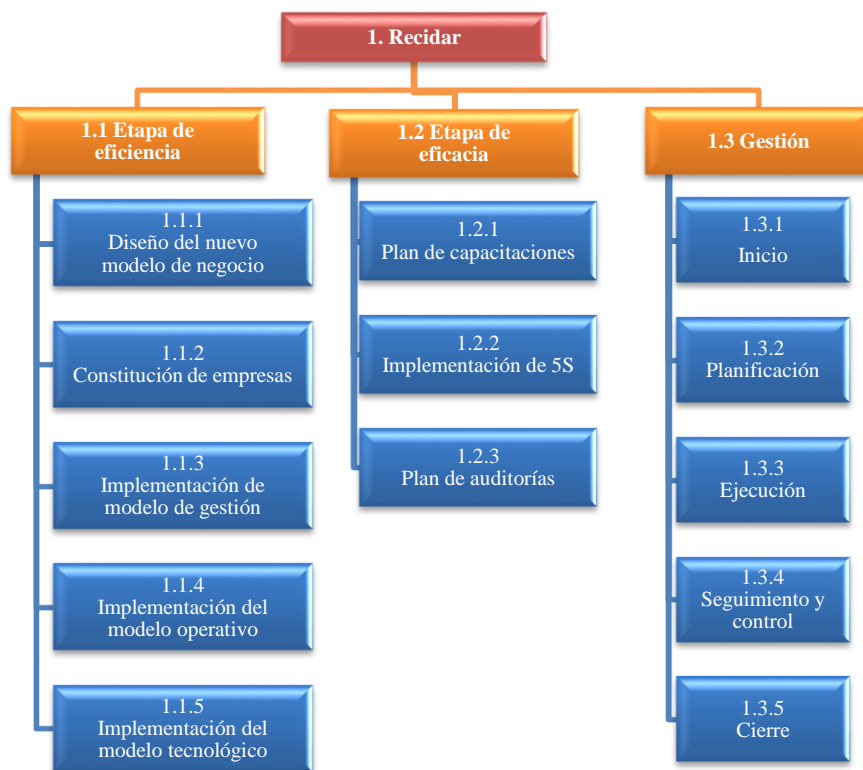 1. Recidar
1.1 Etapa de
eficiencia
1.1.1
Diseño del nuevo
modelo de negocio
1.1.2
Constitución de empresas
1.1.3
Implementación de
modelo de gestión
1.1.4
Implementación del
modelo operativo
1.1.5
Implementación del
modelo tecnológico
1.2 Etapa de
eficacia
1.2.1
Plan de capacitaciones
1.2.2
Implementación de 5S
1.2.3
Plan de auditorías
1.3 Gestión
1.3.1
Inicio
1.3.2
Planificación
1.3.3
Ejecución
1.3.4
Seguimiento y
control
1.3.5
Cierre